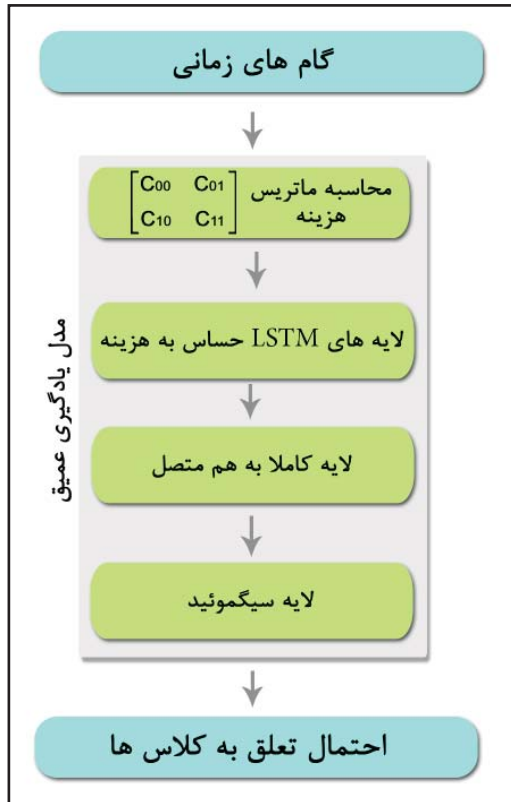 گام های زمانی
محاسبه ماتریس
هزینه
C00 C01
C10 C11
لایه های LSTM حساس به هزینه
لایه کاملا به هم متصل
لایه سیگموئید
مدل یادگیری عمیق
احتمال تعلق به کلاس ها